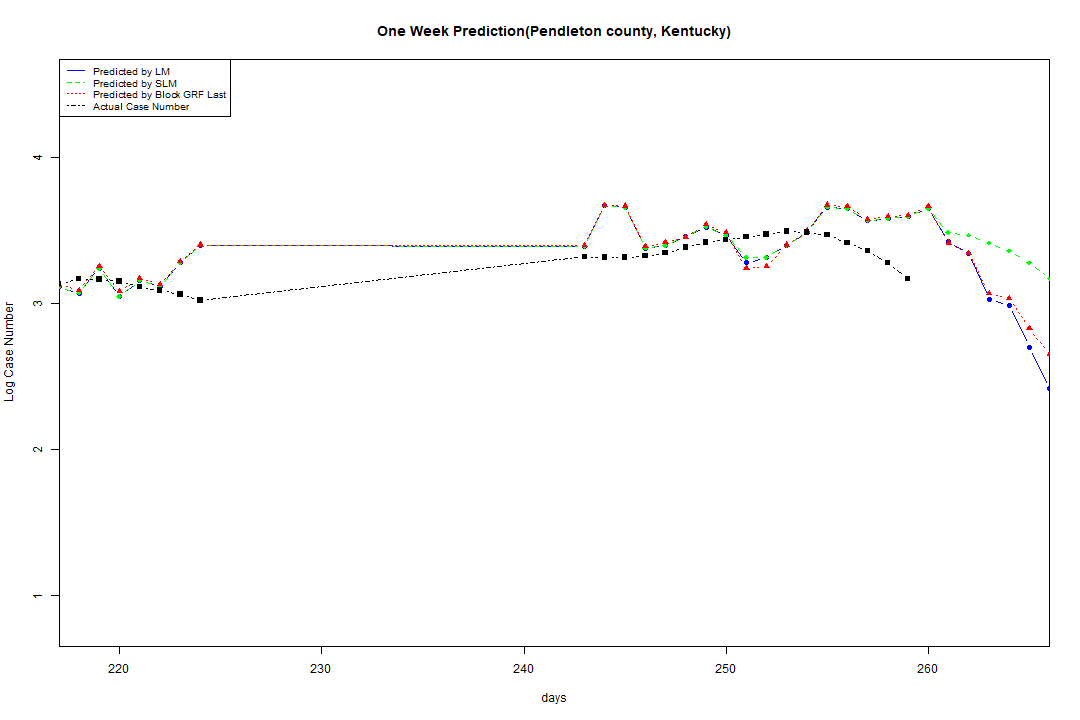 One Week Prediction(Pendleton county, Kentucky)
Predicted by LM
Predicted by SLM
Predicted by Block GRF Last
Actual Case Number
Log Case Number
4
3
2
1
220 230 240 250 260
days